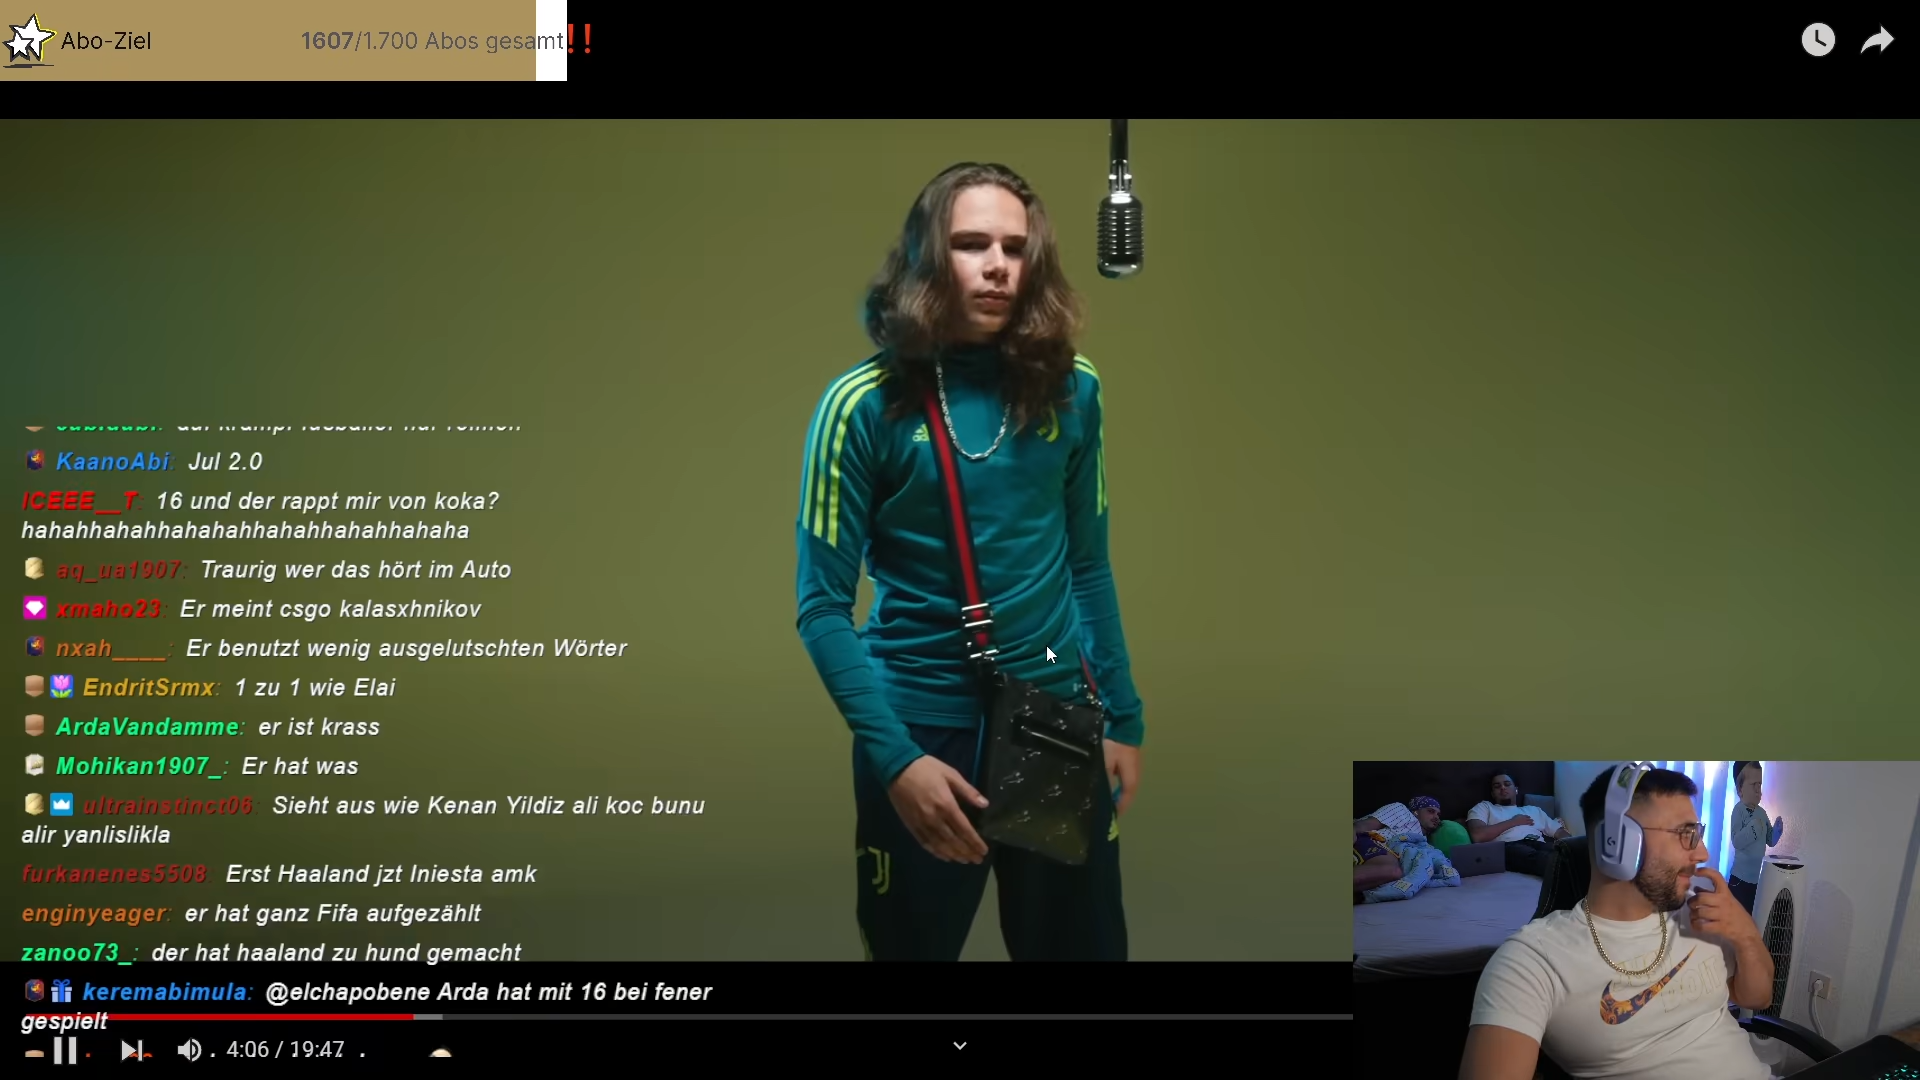 Abo-Ziel 1607/1.700 Abos gesamt!!
KaanoAbi: Jul 2.0
ICEEE__T: 16 und der rappt mir von koka?
hahahhahahhahahahhahahhahahhahaha
aq_ua1907: Traurig wer das hört im Auto
xmaho23: Er meint csgo kalasxhnikov
nxah____: Er benutzt wenig ausgelutschten Wörter
EndritSrmx: 1 zu 1 wie Elai
ArdaVandamme: er ist krass
Mohikan1907_: Er hat was
ultrainstinct06: Sieht aus wie Kenan Yildiz ali koc bunu
alir yanlislikla
furkanenes5508: Erst Haaland jzt Iniesta amk
enginyeager: er hat ganz Fifa aufgezählt
zanoo73_: der hat haaland zu hund gemacht
keremabimula: @elchapobene Arda hat mit 16 bei fener
gespielt
4:06 / 19:47